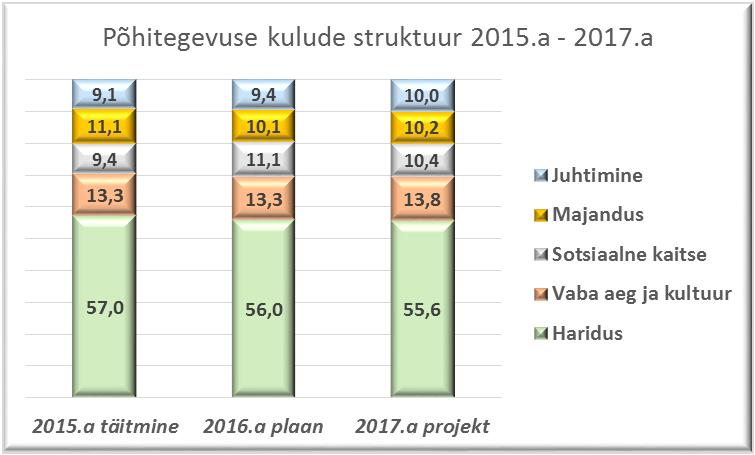 Põhitegevuse kulude struktuur 2015.a - 2017.a
9,1 9,4 10,0
11,1 10,1 10,2
9,4 11,1 10,4
13,3 13,3 13,8
57,0 56,0 55,6
Juhtimine
Majandus
Sotsiaalne kaitse
Vaba aeg ja kultuur
Haridus
2015.a täitmine 2016.a plaan 2017.a projekt